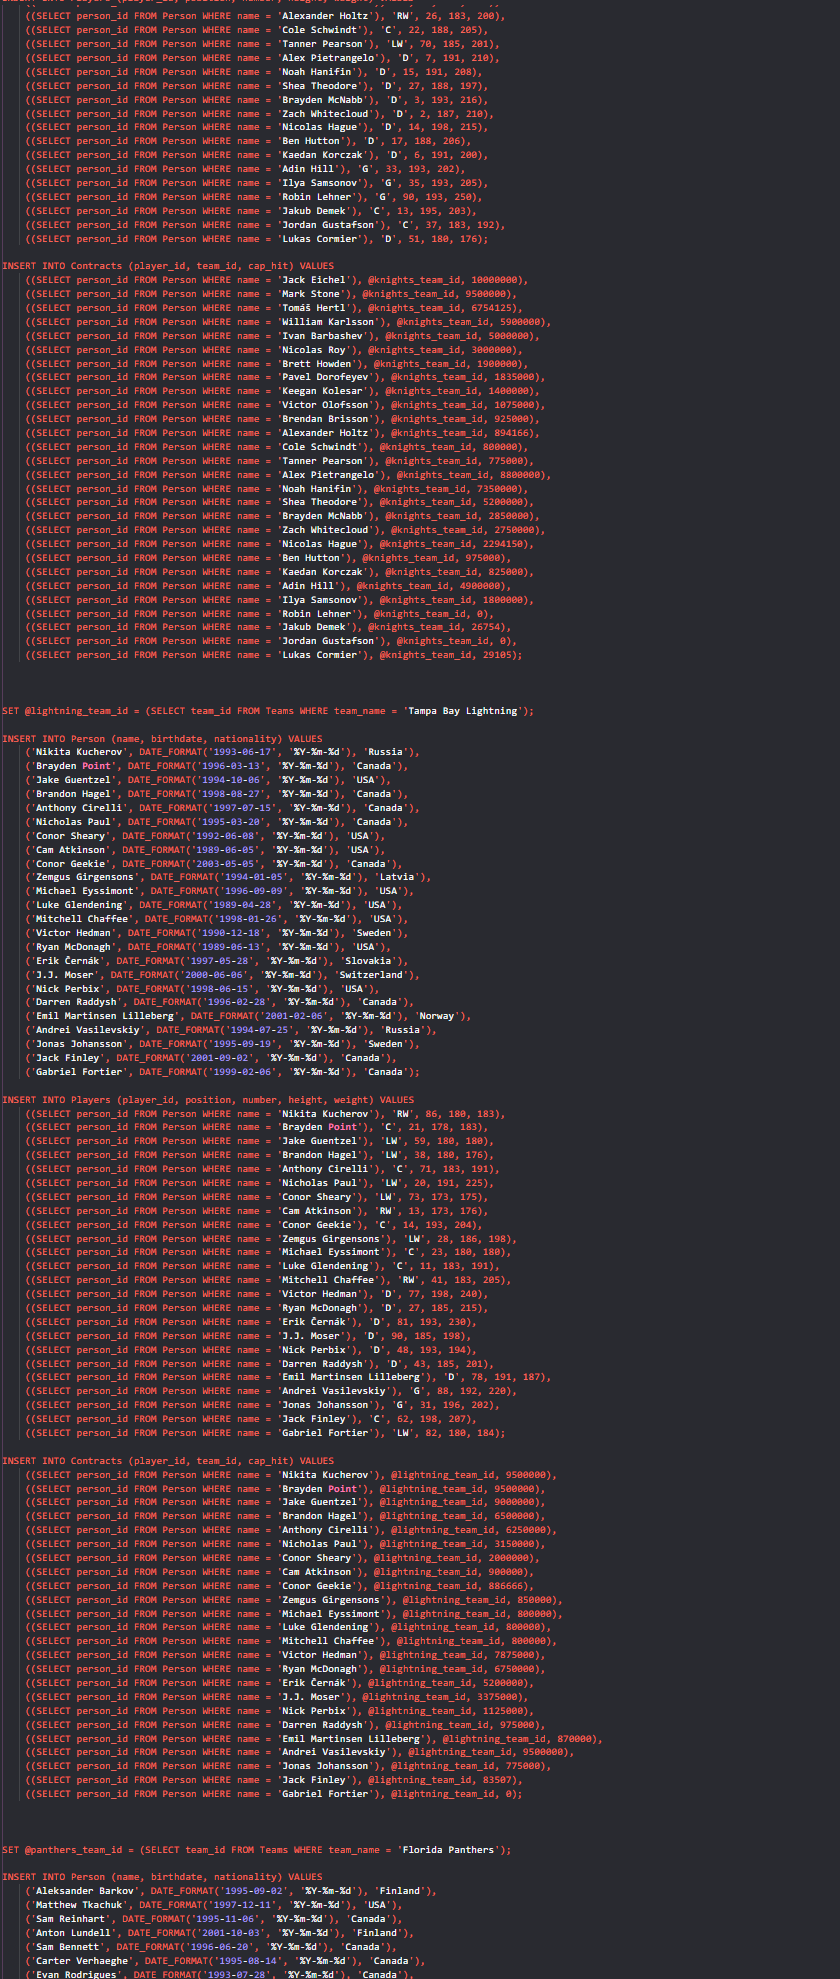 INSERT INTO Players (player_id, position, number, height, weight) VALUES
((SELECT person_id FROM Person WHERE name = 'Alexander Holtz'), 'RW', 26, 183, 200),
((SELECT person_id FROM Person WHERE name = 'Cole Schwindt'), 'C', 22, 188, 205),
((SELECT person_id FROM Person WHERE name = 'Tanner Pearson'), 'LW', 70, 185, 201),
((SELECT person_id FROM Person WHERE name = 'Alex Pietrangelo'), 'D', 7, 191, 210),
((SELECT person_id FROM Person WHERE name = 'Noah Hanifin'), 'D', 15, 191, 208),
((SELECT person_id FROM Person WHERE name = 'Shea Theodore'), 'D', 27, 188, 197),
((SELECT person_id FROM Person WHERE name = 'Brayden McNabb'), 'D', 3, 193, 216),
((SELECT person_id FROM Person WHERE name = 'Zach Whitecloud'), 'D', 2, 187, 210),
((SELECT person_id FROM Person WHERE name = 'Nicolas Hague'), 'D', 14, 198, 215),
((SELECT person_id FROM Person WHERE name = 'Ben Hutton'), 'D', 17, 188, 206),
((SELECT person_id FROM Person WHERE name = 'Kaedan Korczak'), 'D', 6, 191, 200),
((SELECT person_id FROM Person WHERE name = 'Adin Hill'), 'G', 33, 193, 202),
((SELECT person_id FROM Person WHERE name = 'Ilya Samsonov'), 'G', 35, 193, 205),
((SELECT person_id FROM Person WHERE name = 'Robin Lehner'), 'G', 90, 193, 250),
((SELECT person_id FROM Person WHERE name = 'Jakub Demek'), 'C', 13, 195, 203),
((SELECT person_id FROM Person WHERE name = 'Jordan Gustafson'), 'C', 37, 183, 192),
((SELECT person_id FROM Person WHERE name = 'Lukas Cormier'), 'D', 51, 180, 176);
INSERT INTO Contracts (player_id, team_id, cap_hit) VALUES
((SELECT person_id FROM Person WHERE name = 'Jack Eichel'), @knights_team_id, 10000000),
((SELECT person_id FROM Person WHERE name = 'Mark Stone'), @knights_team_id, 9500000),
((SELECT person_id FROM Person WHERE name = 'Tomáš Hertl'), @knights_team_id, 6754125),
((SELECT person_id FROM Person WHERE name = 'William Karlsson'), @knights_team_id, 5900000),
((SELECT person_id FROM Person WHERE name = 'Ivan Barbashev'), @knights_team_id, 5000000),
((SELECT person_id FROM Person WHERE name = 'Nicolas Roy'), @knights_team_id, 3000000),
((SELECT person_id FROM Person WHERE name = 'Brett Howden'), @knights_team_id, 1900000),
((SELECT person_id FROM Person WHERE name = 'Pavel Dorofeyev'), @knights_team_id, 1835000),
((SELECT person_id FROM Person WHERE name = 'Keegan Kolesar'), @knights_team_id, 1400000),
((SELECT person_id FROM Person WHERE name = 'Victor Olofsson'), @knights_team_id, 1075000),
((SELECT person_id FROM Person WHERE name = 'Brendan Brisson'), @knights_team_id, 925000),
((SELECT person_id FROM Person WHERE name = 'Alexander Holtz'), @knights_team_id, 894166),
((SELECT person_id FROM Person WHERE name = 'Cole Schwindt'), @knights_team_id, 800000),
((SELECT person_id FROM Person WHERE name = 'Tanner Pearson'), @knights_team_id, 775000),
((SELECT person_id FROM Person WHERE name = 'Alex Pietrangelo'), @knights_team_id, 8800000),
((SELECT person_id FROM Person WHERE name = 'Noah Hanifin'), @knights_team_id, 7350000),
((SELECT person_id FROM Person WHERE name = 'Shea Theodore'), @knights_team_id, 5200000),
((SELECT person_id FROM Person WHERE name = 'Brayden McNabb'), @knights_team_id, 2850000),
((SELECT person_id FROM Person WHERE name = 'Zach Whitecloud'), @knights_team_id, 2750000),
((SELECT person_id FROM Person WHERE name = 'Nicolas Hague'), @knights_team_id, 2294150),
((SELECT person_id FROM Person WHERE name = 'Ben Hutton'), @knights_team_id, 975000),
((SELECT person_id FROM Person WHERE name = 'Kaedan Korczak'), @knights_team_id, 825000),
((SELECT person_id FROM Person WHERE name = 'Adin Hill'), @knights_team_id, 4900000),
((SELECT person_id FROM Person WHERE name = 'Ilya Samsonov'), @knights_team_id, 1800000),
((SELECT person_id FROM Person WHERE name = 'Robin Lehner'), @knights_team_id, 0),
((SELECT person_id FROM Person WHERE name = 'Jakub Demek'), @knights_team_id, 26754),
((SELECT person_id FROM Person WHERE name = 'Jordan Gustafson'), @knights_team_id, 0),
((SELECT person_id FROM Person WHERE name = 'Lukas Cormier'), @knights_team_id, 29105);
SET @lightning_team_id = (SELECT team_id FROM Teams WHERE team_name = 'Tampa Bay Lightning');
INSERT INTO Person (name, birthdate, nationality) VALUES
('Nikita Kucherov', DATE_FORMAT('1993-06-17', '%Y-%m-%d'), 'Russia'),
('Brayden Point', DATE_FORMAT('1996-03-13', '%Y-%m-%d'), 'Canada'),
('Jake Guentzel', DATE_FORMAT('1994-10-06', '%Y-%m-%d'), 'USA'),
('Brandon Hagel', DATE_FORMAT('1998-08-27', '%Y-%m-%d'), 'Canada'),
('Anthony Cirelli', DATE_FORMAT('1997-07-15', '%Y-%m-%d'), 'Canada'),
('Nicholas Paul', DATE_FORMAT('1995-03-20', '%Y-%m-%d'), 'Canada'),
('Conor Sheary', DATE_FORMAT('1992-06-08', '%Y-%m-%d'), 'USA'),
('Cam Atkinson', DATE_FORMAT('1989-06-05', '%Y-%m-%d'), 'USA'),
('Conor Geekie', DATE_FORMAT('2003-05-05', '%Y-%m-%d'), 'Canada'),
('Zemgus Girgensons', DATE_FORMAT('1994-01-05', '%Y-%m-%d'), 'Latvia'),
('Michael Eyssimont', DATE_FORMAT('1996-09-09', '%Y-%m-%d'), 'USA'),
('Luke Glendening', DATE_FORMAT('1989-04-28', '%Y-%m-%d'), 'USA'),
('Mitchell Chaffee', DATE_FORMAT('1998-01-26', '%Y-%m-%d'), 'USA'),
('Victor Hedman', DATE_FORMAT('1990-12-18', '%Y-%m-%d'), 'Sweden'),
('Ryan McDonagh', DATE_FORMAT('1989-06-13', '%Y-%m-%d'), 'USA'),
('Erik Černák', DATE_FORMAT('1997-05-28', '%Y-%m-%d'), 'Slovakia'),
('J.J. Moser', DATE_FORMAT('2000-06-06', '%Y-%m-%d'), 'Switzerland'),
('Nick Perbix', DATE_FORMAT('1998-06-15', '%Y-%m-%d'), 'USA'),
('Darren Raddysh', DATE_FORMAT('1996-02-28', '%Y-%m-%d'), 'Canada'),
('Emil Martinsen Lilleberg', DATE_FORMAT('2001-02-06', '%Y-%m-%d'), 'Norway'),
('Andrei Vasilevskiy', DATE_FORMAT('1994-07-25', '%Y-%m-%d'), 'Russia'),
('Jonas Johansson', DATE_FORMAT('1995-09-19', '%Y-%m-%d'), 'Sweden'),
('Jack Finley', DATE_FORMAT('2001-09-02', '%Y-%m-%d'), 'Canada'),
('Gabriel Fortier', DATE_FORMAT('1999-02-06', '%Y-%m-%d'), 'Canada');
INSERT INTO Players (player_id, position, number, height, weight) VALUES
((SELECT person_id FROM Person WHERE name = 'Nikita Kucherov'), 'RW', 86, 180, 183),
((SELECT person_id FROM Person WHERE name = 'Brayden Point'), 'C', 21, 178, 183),
((SELECT person_id FROM Person WHERE name = 'Jake Guentzel'), 'LW', 59, 180, 180),
((SELECT person_id FROM Person WHERE name = 'Brandon Hagel'), 'LW', 38, 180, 176),
((SELECT person_id FROM Person WHERE name = 'Anthony Cirelli'), 'C', 71, 183, 191),
((SELECT person_id FROM Person WHERE name = 'Nicholas Paul'), 'LW', 20, 191, 225),
((SELECT person_id FROM Person WHERE name = 'Conor Sheary'), 'LW', 73, 173, 175),
((SELECT person_id FROM Person WHERE name = 'Cam Atkinson'), 'RW', 13, 173, 176),
((SELECT person_id FROM Person WHERE name = 'Conor Geekie'), 'C', 14, 193, 204),
((SELECT person_id FROM Person WHERE name = 'Zemgus Girgensons'), 'LW', 28, 186, 198),
((SELECT person_id FROM Person WHERE name = 'Michael Eyssimont'), 'C', 23, 180, 180),
((SELECT person_id FROM Person WHERE name = 'Luke Glendening'), 'C', 11, 183, 191),
((SELECT person_id FROM Person WHERE name = 'Mitchell Chaffee'), 'RW', 41, 183, 205),
((SELECT person_id FROM Person WHERE name = 'Victor Hedman'), 'D', 77, 198, 240),
((SELECT person_id FROM Person WHERE name = 'Ryan McDonagh'), 'D', 27, 185, 215),
((SELECT person_id FROM Person WHERE name = 'Erik Černák'), 'D', 81, 193, 230),
((SELECT person_id FROM Person WHERE name = 'J.J. Moser'), 'D', 90, 185, 198),
((SELECT person_id FROM Person WHERE name = 'Nick Perbix'), 'D', 48, 193, 194),
((SELECT person_id FROM Person WHERE name = 'Darren Raddysh'), 'D', 43, 185, 201),
((SELECT person_id FROM Person WHERE name = 'Emil Martinsen Lilleberg'), 'D', 78, 191, 187),
((SELECT person_id FROM Person WHERE name = 'Andrei Vasilevskiy'), 'G', 88, 192, 220),
((SELECT person_id FROM Person WHERE name = 'Jonas Johansson'), 'G', 31, 196, 202),
((SELECT person_id FROM Person WHERE name = 'Jack Finley'), 'C', 62, 198, 207),
((SELECT person_id FROM Person WHERE name = 'Gabriel Fortier'), 'LW', 82, 180, 184);
INSERT INTO Contracts (player_id, team_id, cap_hit) VALUES
((SELECT person_id FROM Person WHERE name = 'Nikita Kucherov'), @lightning_team_id, 9500000),
((SELECT person_id FROM Person WHERE name = 'Brayden Point'), @lightning_team_id, 9500000),
((SELECT person_id FROM Person WHERE name = 'Jake Guentzel'), @lightning_team_id, 9000000),
((SELECT person_id FROM Person WHERE name = 'Brandon Hagel'), @lightning_team_id, 6500000),
((SELECT person_id FROM Person WHERE name = 'Anthony Cirelli'), @lightning_team_id, 6250000),
((SELECT person_id FROM Person WHERE name = 'Nicholas Paul'), @lightning_team_id, 3150000),
((SELECT person_id FROM Person WHERE name = 'Conor Sheary'), @lightning_team_id, 2000000),
((SELECT person_id FROM Person WHERE name = 'Cam Atkinson'), @lightning_team_id, 900000),
((SELECT person_id FROM Person WHERE name = 'Conor Geekie'), @lightning_team_id, 886666),
((SELECT person_id FROM Person WHERE name = 'Zemgus Girgensons'), @lightning_team_id, 850000),
((SELECT person_id FROM Person WHERE name = 'Michael Eyssimont'), @lightning_team_id, 800000),
((SELECT person_id FROM Person WHERE name = 'Luke Glendening'), @lightning_team_id, 800000),
((SELECT person_id FROM Person WHERE name = 'Mitchell Chaffee'), @lightning_team_id, 800000),
((SELECT person_id FROM Person WHERE name = 'Victor Hedman'), @lightning_team_id, 7875000),
((SELECT person_id FROM Person WHERE name = 'Ryan McDonagh'), @lightning_team_id, 6750000),
((SELECT person_id FROM Person WHERE name = 'Erik Černák'), @lightning_team_id, 5200000),
((SELECT person_id FROM Person WHERE name = 'J.J. Moser'), @lightning_team_id, 3375000),
((SELECT person_id FROM Person WHERE name = 'Nick Perbix'), @lightning_team_id, 1125000),
((SELECT person_id FROM Person WHERE name = 'Darren Raddysh'), @lightning_team_id, 975000),
((SELECT person_id FROM Person WHERE name = 'Emil Martinsen Lilleberg'), @lightning_team_id, 870000),
((SELECT person_id FROM Person WHERE name = 'Andrei Vasilevskiy'), @lightning_team_id, 9500000),
((SELECT person_id FROM Person WHERE name = 'Jonas Johansson'), @lightning_team_id, 775000),
((SELECT person_id FROM Person WHERE name = 'Jack Finley'), @lightning_team_id, 83507),
((SELECT person_id FROM Person WHERE name = 'Gabriel Fortier'), @lightning_team_id, 0);
SET @panthers_team_id = (SELECT team_id FROM Teams WHERE team_name = 'Florida Panthers');
INSERT INTO Person (name, birthdate, nationality) VALUES
('Aleksander Barkov', DATE_FORMAT('1995-09-02', '%Y-%m-%d'), 'Finland'),
('Matthew Tkachuk', DATE_FORMAT('1997-12-11', '%Y-%m-%d'), 'USA'),
('Sam Reinhart', DATE_FORMAT('1995-11-06', '%Y-%m-%d'), 'Canada'),
('Anton Lundell', DATE_FORMAT('2001-10-03', '%Y-%m-%d'), 'Finland'),
('Sam Bennett', DATE_FORMAT('1996-06-20', '%Y-%m-%d'), 'Canada'),
('Carter Verhaeghe', DATE_FORMAT('1995-08-14', '%Y-%m-%d'), 'Canada'),
('Evan Rodrigues', DATE_FORMAT('1993-07-28', '%Y-%m-%d'), 'Canada'),